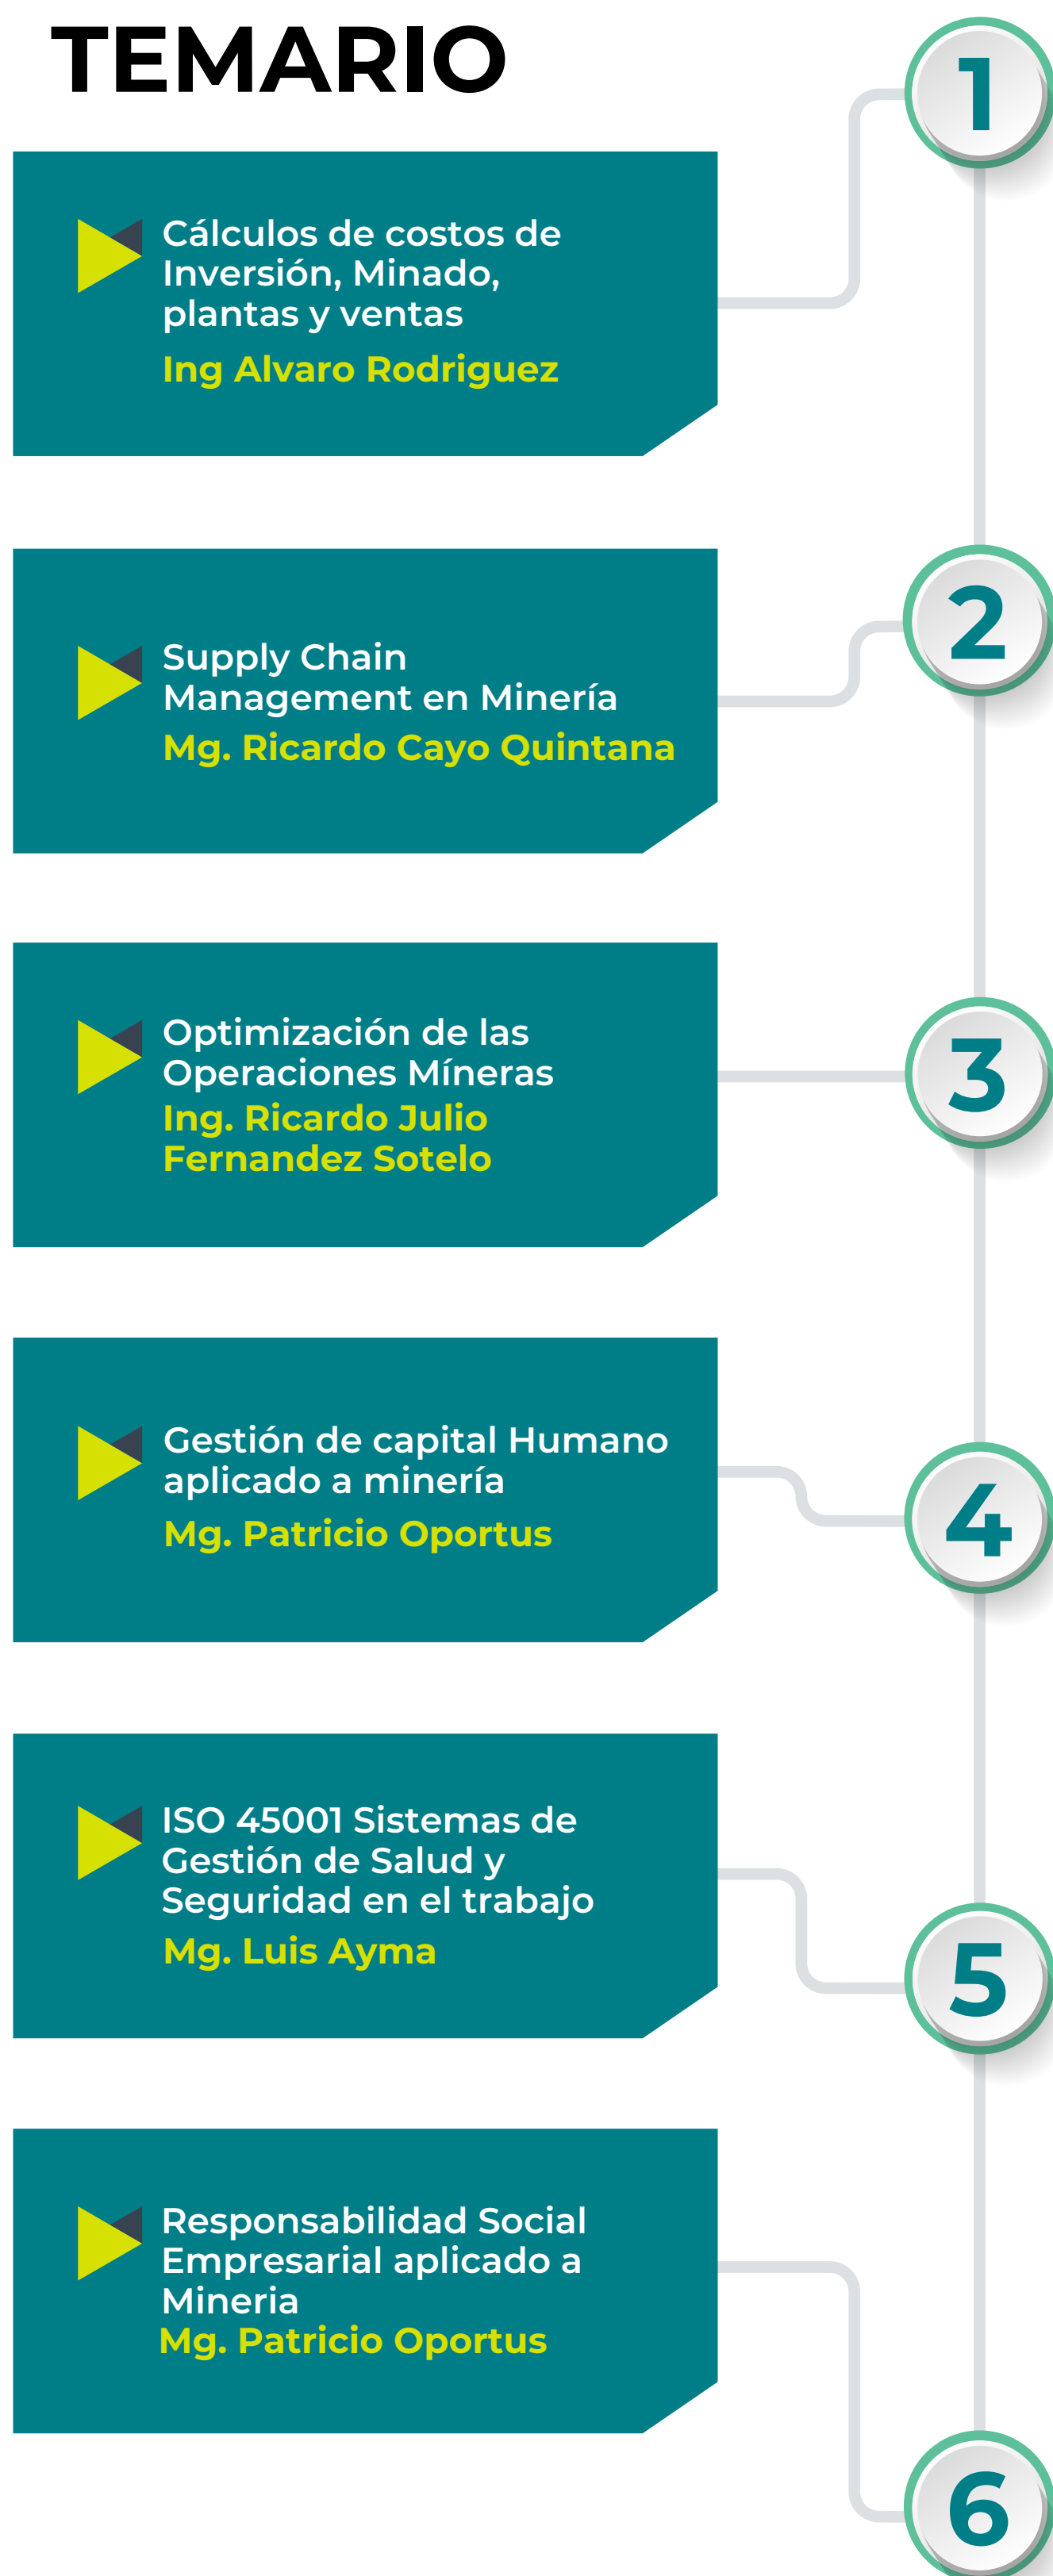 TEMARIO
1
Cálculos de costos de
Inversión, Minado,
plantas y ventas
Ing Alvaro Rodriguez
2
Supply Chain
Management en Minería
Mg. Ricardo Cayo Quintana
3
Optimización de las
Operaciones Míneras
Ing. Ricardo Julio
Fernandez Sotelo
4
Gestión de capital Humano
aplicado a minería
Mg. Patricio Oportus
5
ISO 45001 Sistemas de
Gestión de Salud y
Seguridad en el trabajo
Mg. Luis Ayma
6
Responsabilidad Social
Empresarial aplicado a
Mineria
Mg. Patricio Oportus